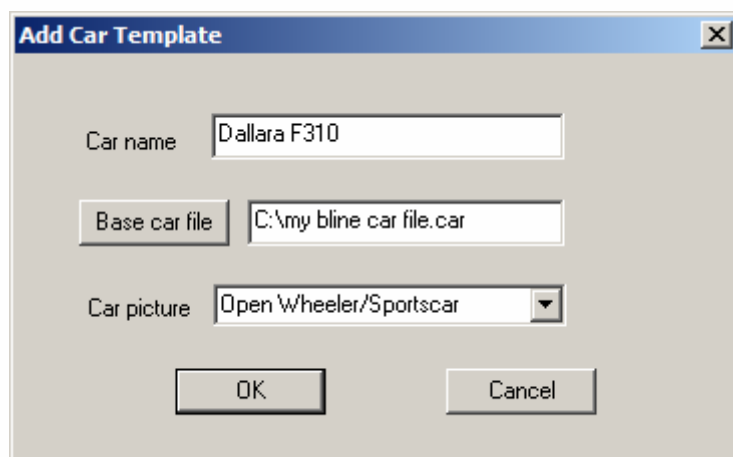 Add Car Template
Car name Dallara F310
Base car file C:\my bline car file.car
Car picture Open Wheeler/Sportscar
OK Cancel